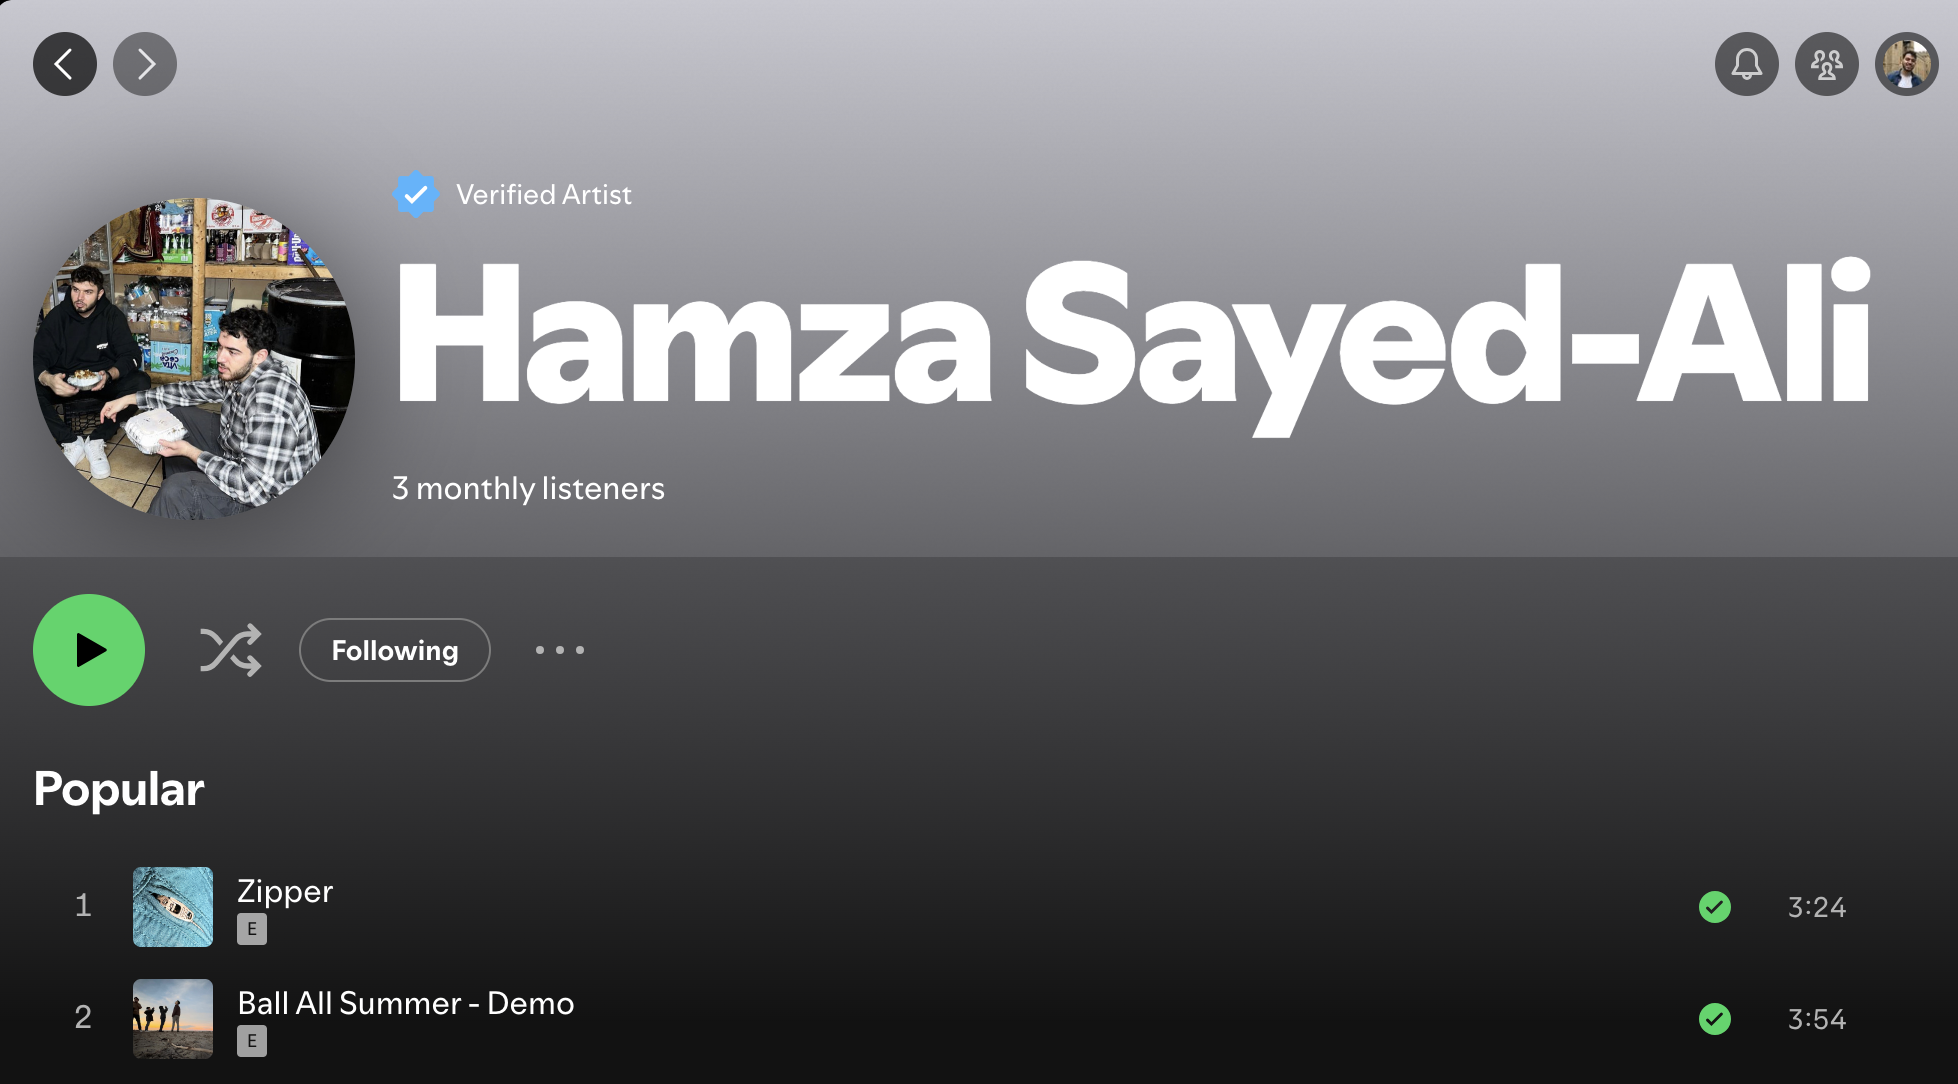 Verified Artist
Hamza Sayed-Ali
3 monthly listeners
Following
Popular
1
Zipper
E
3:24
2
Ball All Summer - Demo
E
3:54